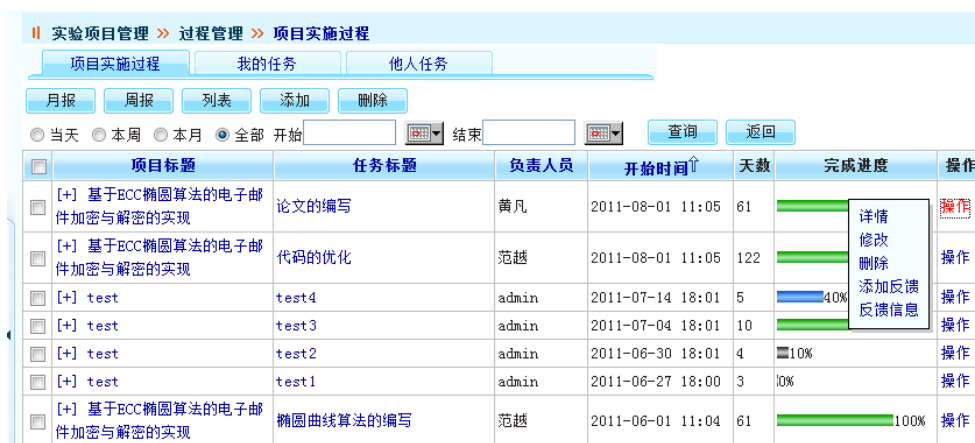 实验项目管理 >> 过程管理 >> 项目实施过程
项目实施过程 我的任务 他人任务
月报 周报 列表 添加 删除
当天 本周 本月 全部 开始 结束 查询 返回
项目标题 任务标题 负责人员 开始时间 天数 完成进度 操作
[+] 基于ECC椭圆算法的电子邮
件加密与解密的实现
论文的编写 黄凡 2011-08-01 11:05 61 操作
[+] 基于ECC椭圆算法的电子邮
件加密与解密的实现
代码的优化 范越 2011-08-01 11:05 122 操作
详情
修改
删除
添加反馈
反馈信息
[+] test test4 admin 2011-07-14 18:01 5 40% 操作
[+] test test3 admin 2011-07-04 18:01 10 操作
[+] test test2 admin 2011-06-30 18:01 4 10% 操作
[+] test test1 admin 2011-06-27 18:00 3 0% 操作
[+] 基于ECC椭圆算法的电子邮
件加密与解密的实现
椭圆曲线算法的编写 范越 2011-06-01 11:04 61 100% 操作